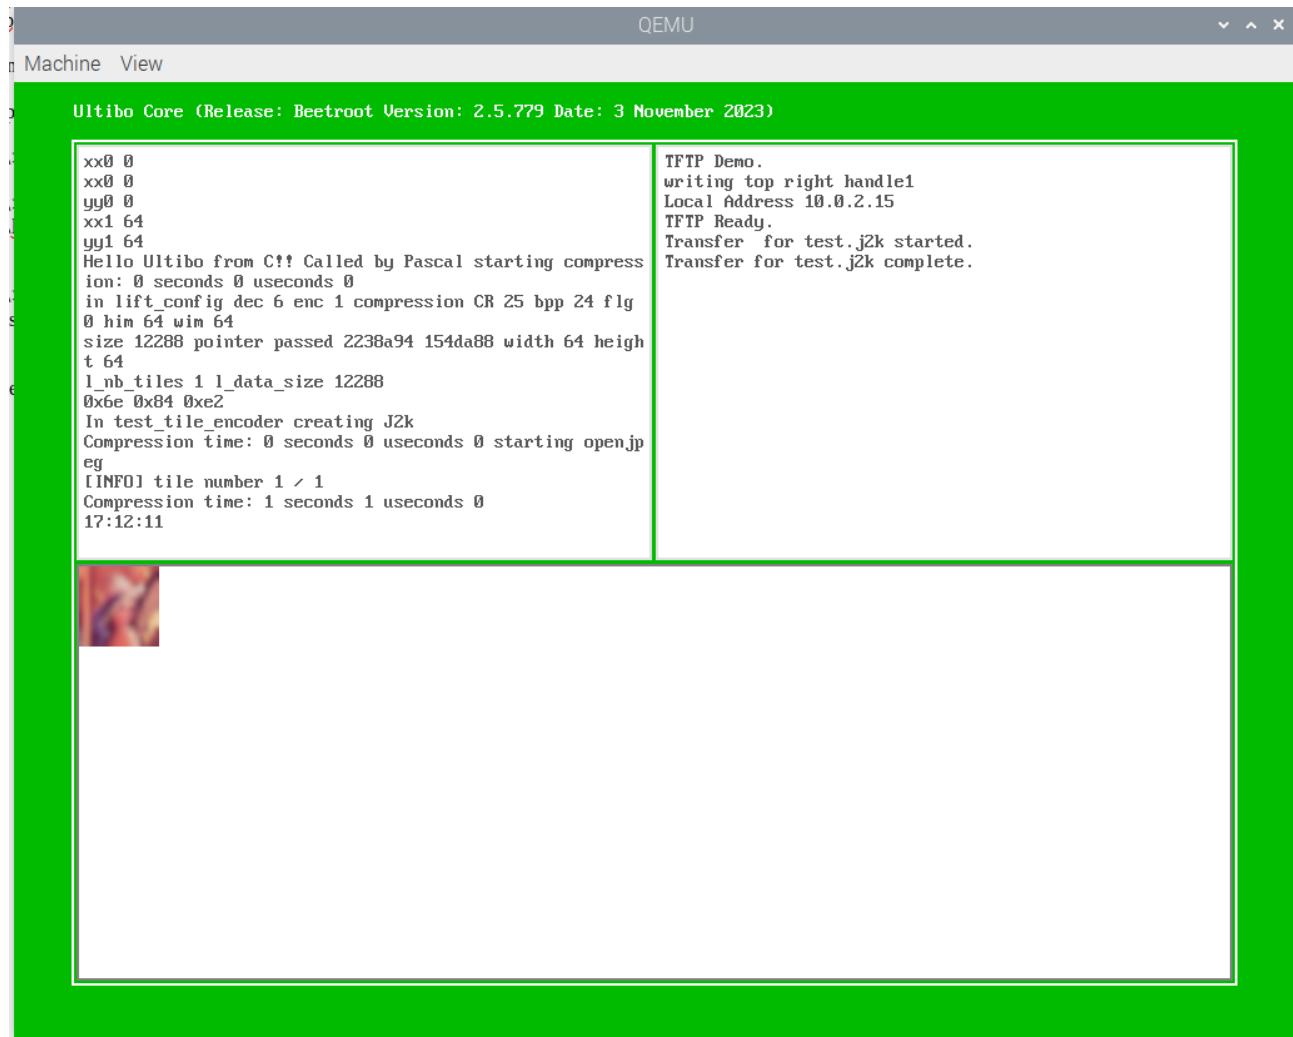 QEMU
Machine View
Ultibo Core (Release: Beetroot Version: 2.5.779 Date: 3 November 2023)
xx0 0
xx0 0
yy0 0
xx1 64
yy1 64
Hello Ultibo from C!! Called by Pascal starting compress
ion: 0 seconds 0 useconds 0
in lift_config dec 6 enc 1 compression CR 25 bpp 24 flg
0 him 64 wim 64
size 12288 pointer passed 2238a94 154da88 width 64 heigh
t 64
l_nb_tiles 1 l_data_size 12288
0x6e 0x84 0xe2
In test_tile_encoder creating J2k
Compression time: 0 seconds 0 useconds 0 starting openjp
eg
[INFO] tile number 1 / 1
Compression time: 1 seconds 1 useconds 0
17:12:11
TFTP Demo.
writing top right handle1
Local Address 10.0.2.15
TFTP Ready.
Transfer  for test.j2k started.
Transfer for test.j2k complete.